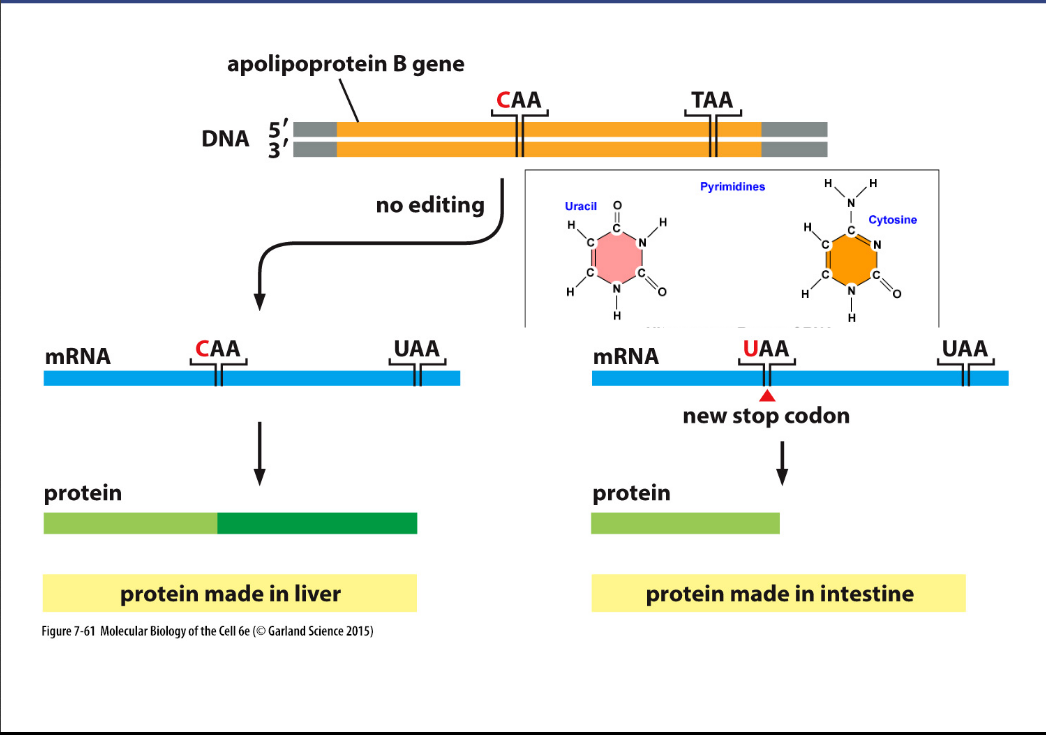 apolipoprotein B gene
CAA
TAA
DNA
5′
3′
no editing
Pyrimidines
Uracil
O
H
C
H
C
N
C
C
H
N
O
H
H
H
N
Cytosine
H
C
C
N
C
C
H
N
O
H
mRNA
CAA
UAA
mRNA
UAA
UAA
new stop codon
protein
protein
protein made in liver
protein made in intestine
Figure 7-61 Molecular Biology of the Cell 6e (© Garland Science 2015)